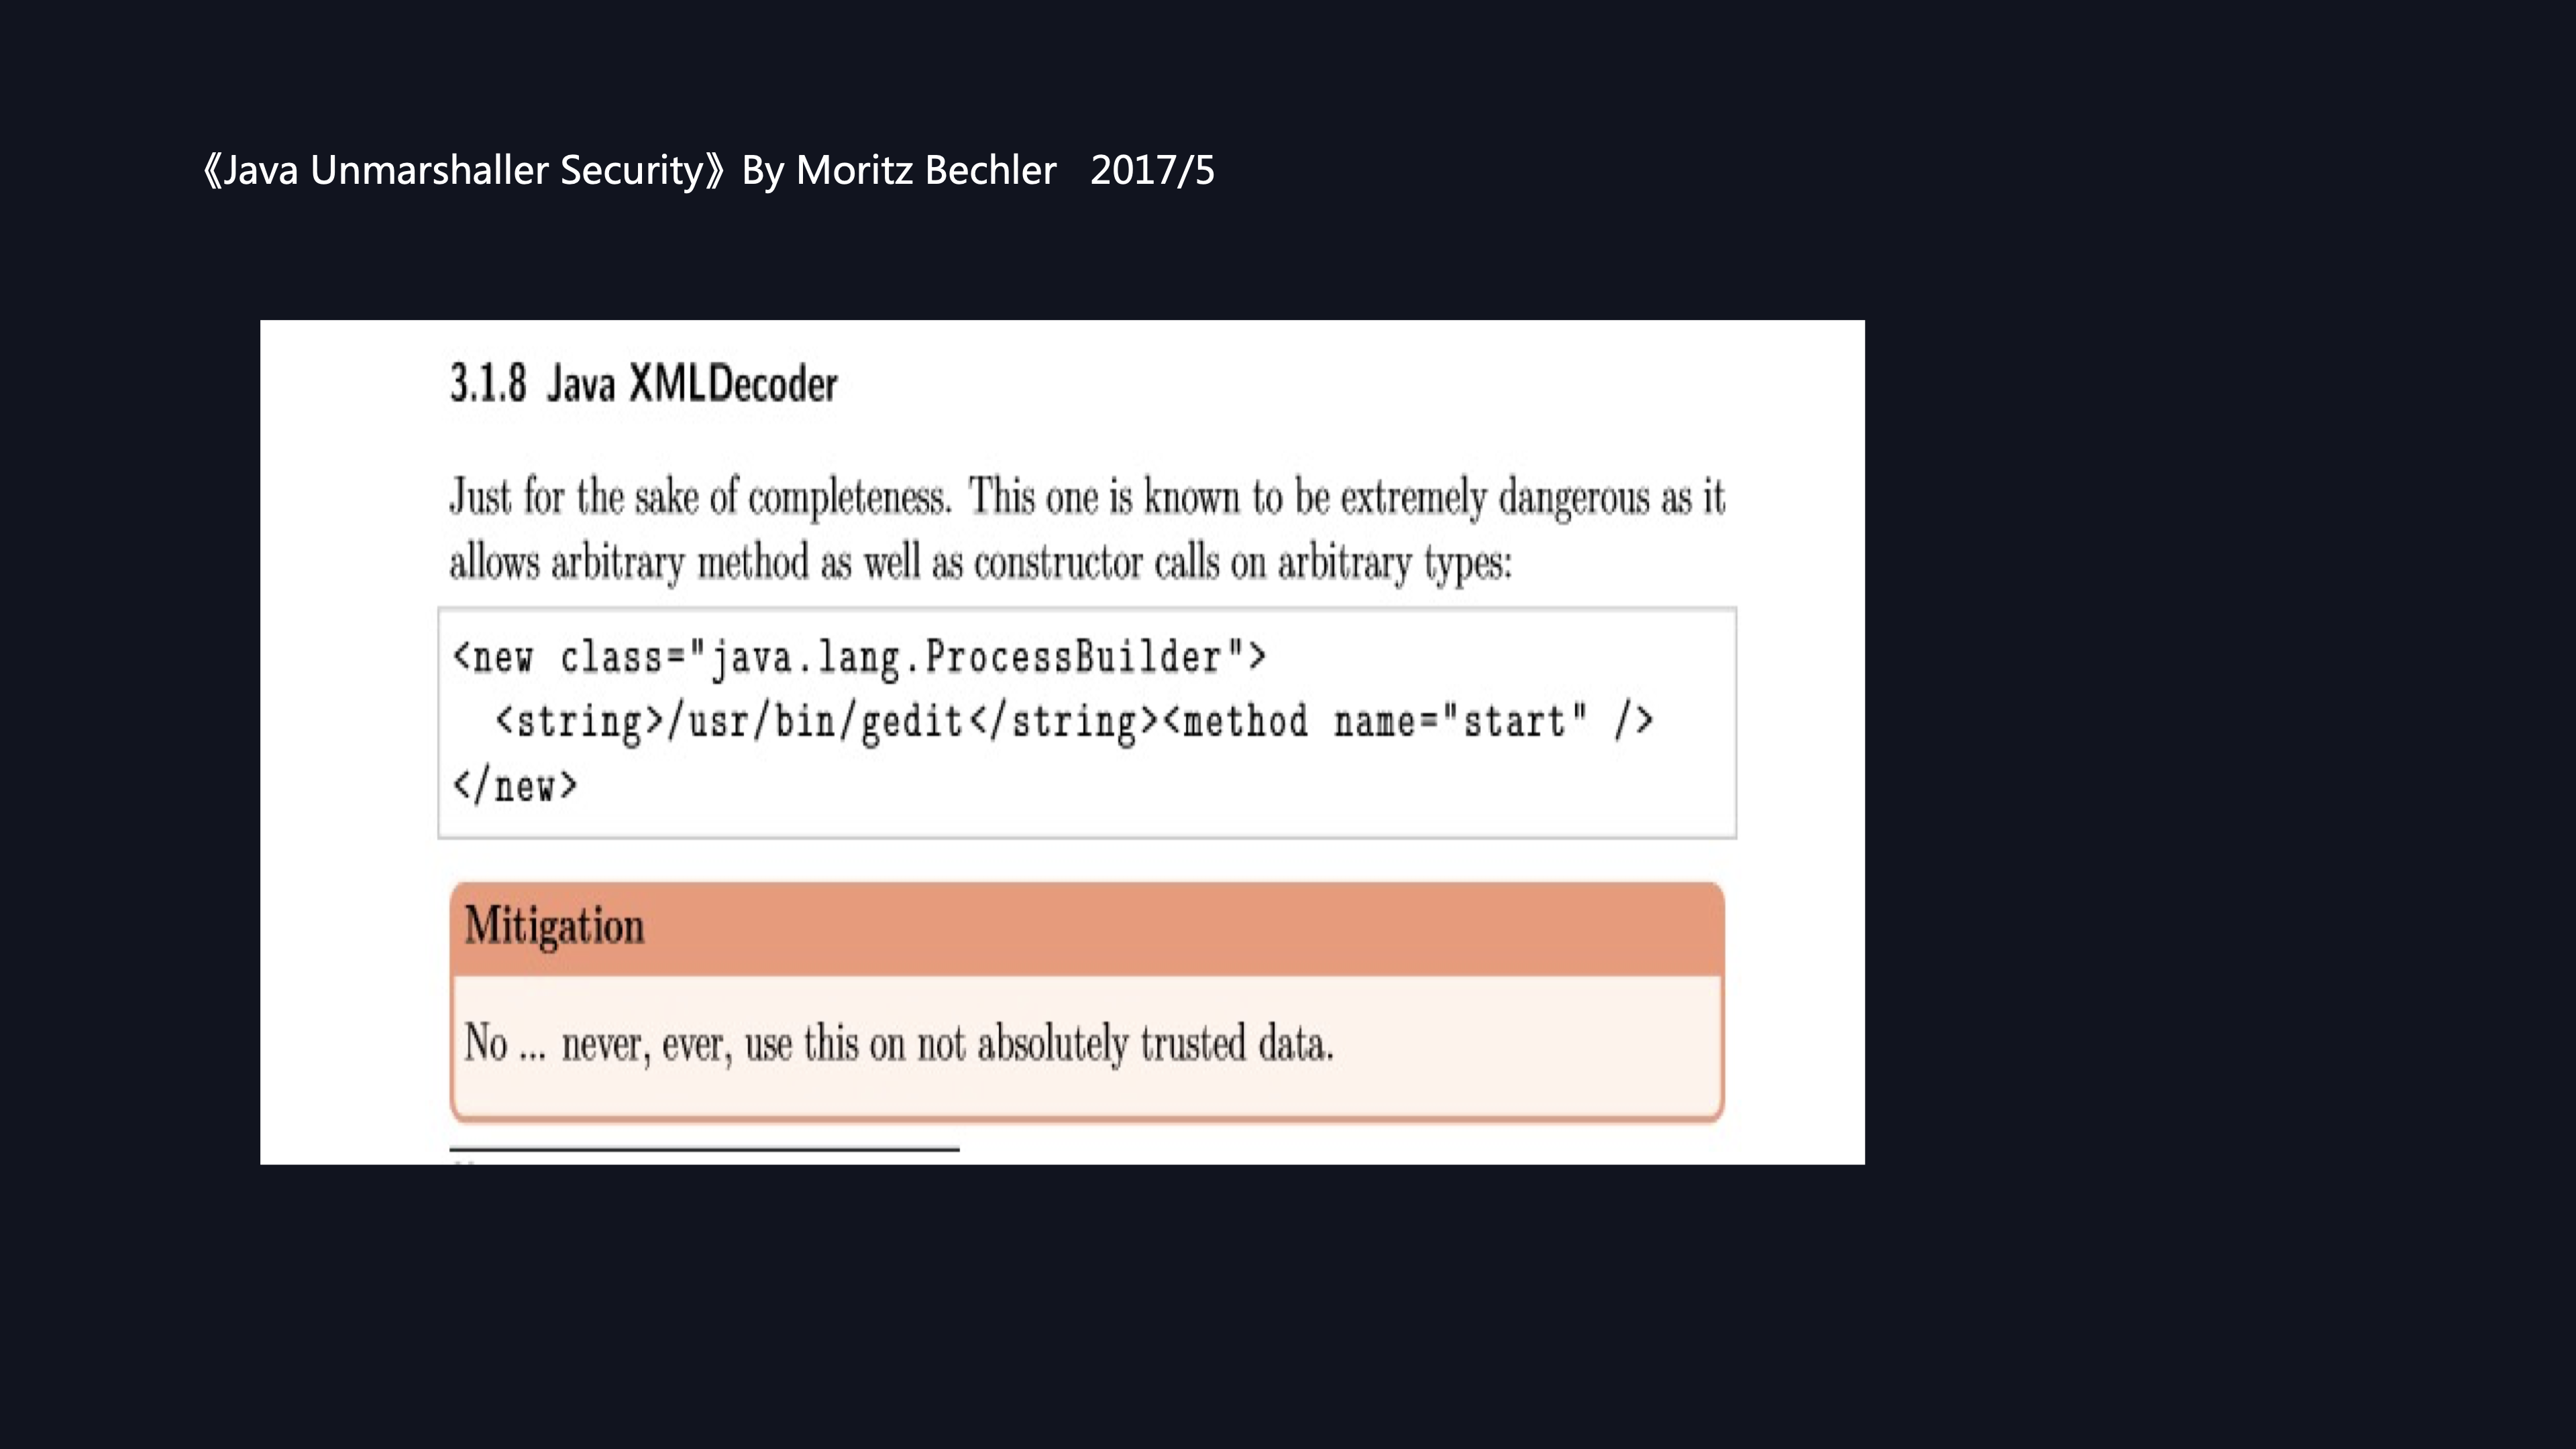 《Java Unmarshaller Security》By Moritz Bechler   2017/5
3.1.8 Java XMLDecoder
Just for the sake of completeness. This one is known to be extremely dangerous as it
allows arbitrary method as well as constructor calls on arbitrary types:
<new class="java.lang.ProcessBuilder">
  <string>/usr/bin/gedit</string><method name="start" />
</new>
Mitigation
No ... never, ever, use this on not absolutely trusted data.